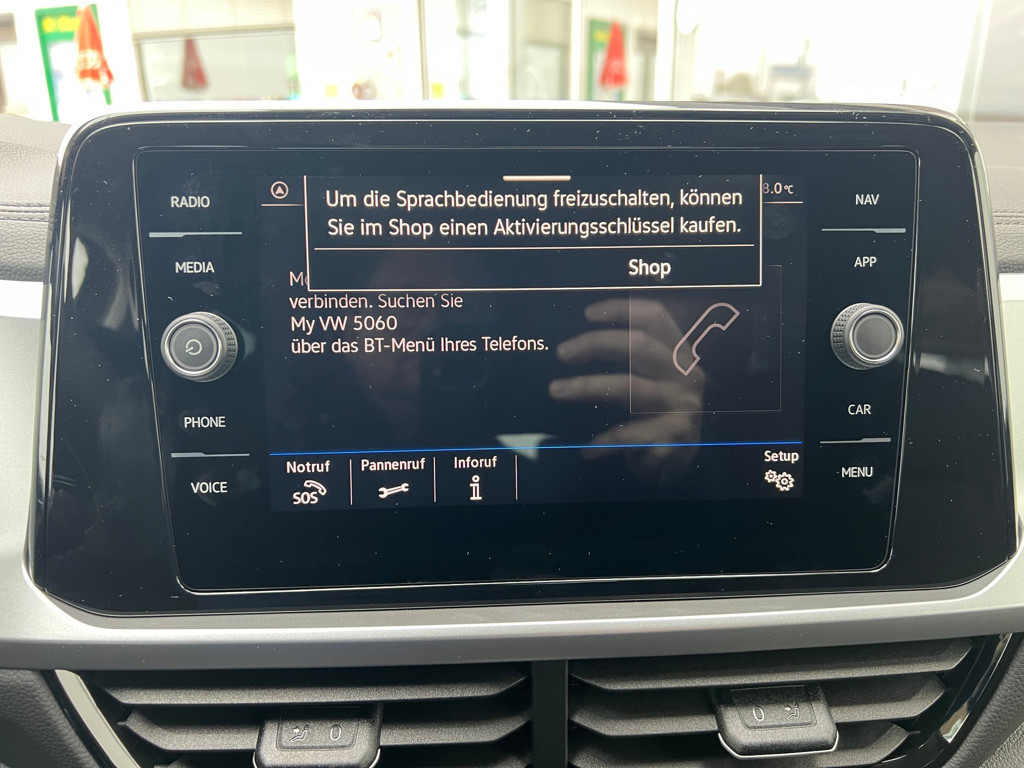 RADIO
MEDIA
PHONE
VOICE
Um die Sprachbedienung freizuschalten, können
Sie im Shop einen Aktivierungsschlüssel kaufen.
Shop
.0 °C
verbinden. Suchen Sie
My VW 5060
über das BT-Menü Ihres Telefons.
Notruf
SOS
Pannenruf
Inforuf
Setup
NAV
APP
CAR
MENU
0
0